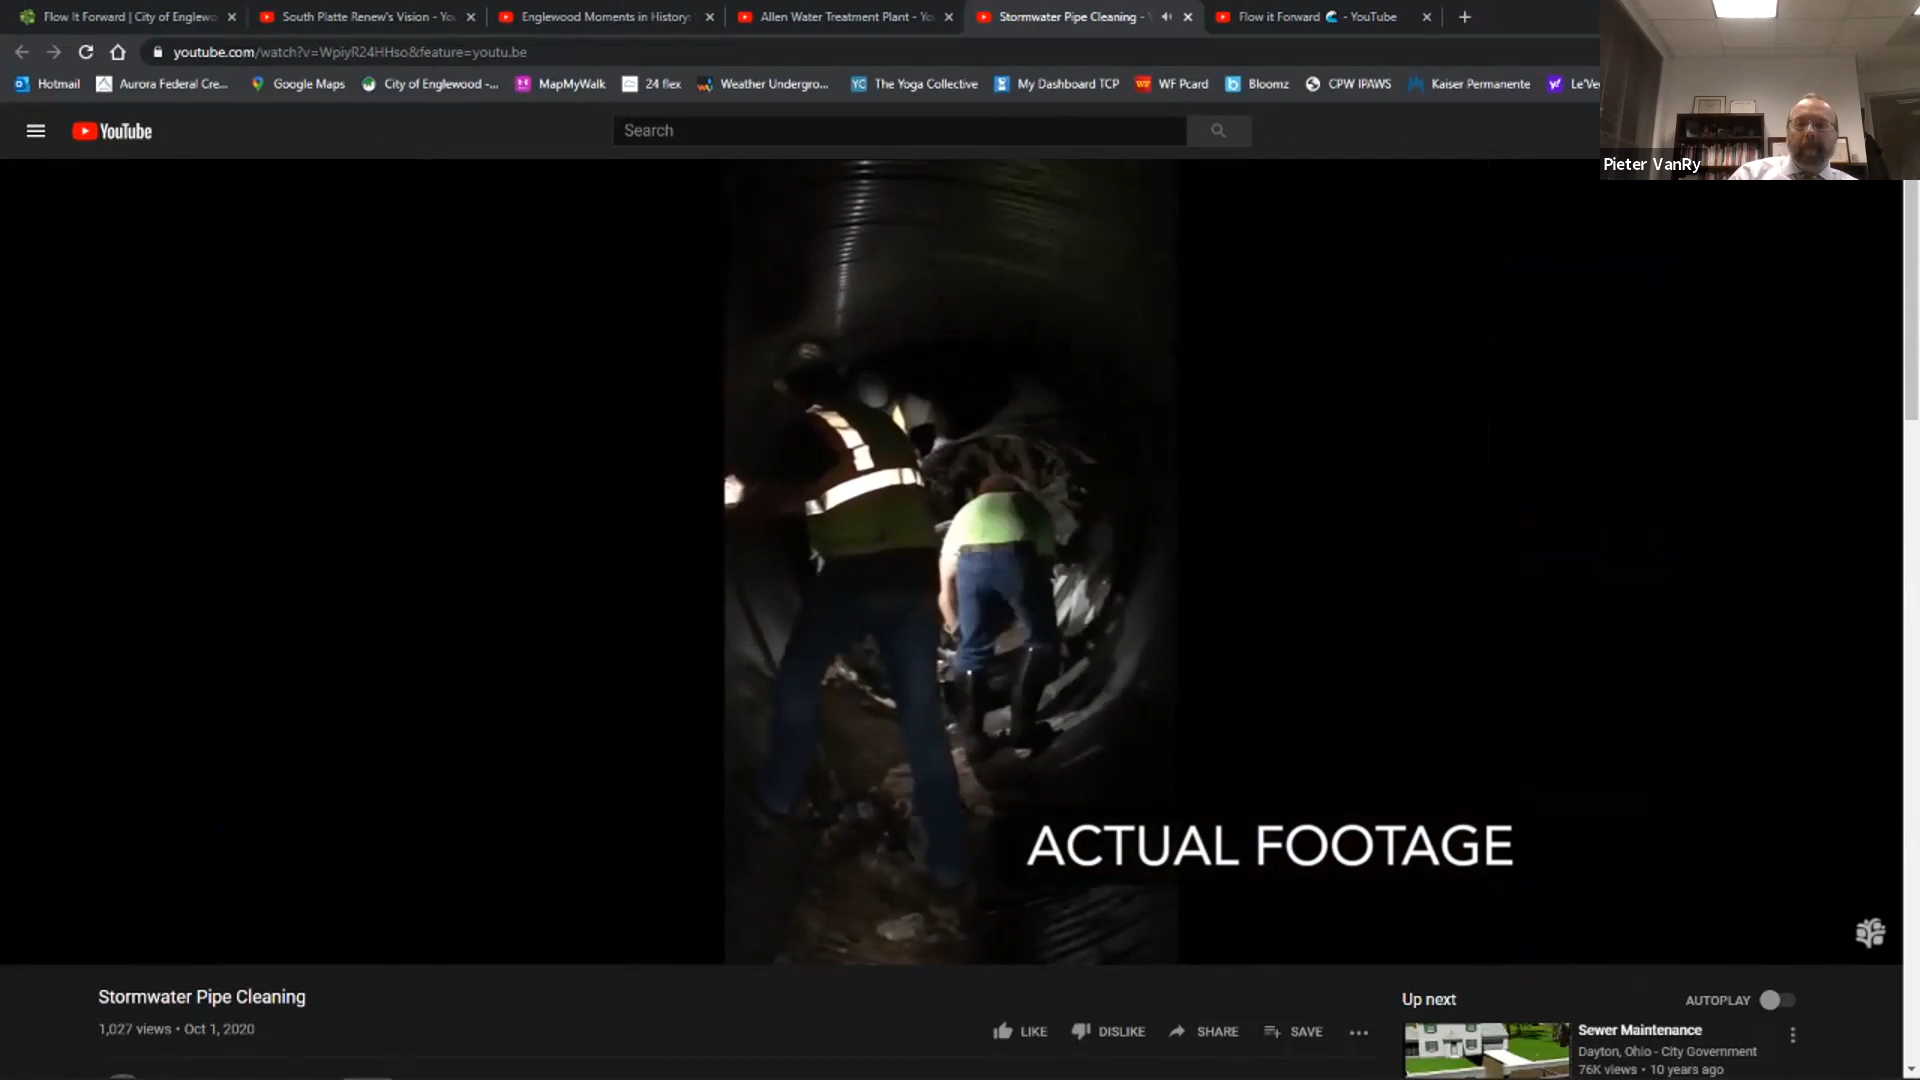 Flow It Forward | City of Englewo
South Platte Renew's Vision - Yo
Englewood Moments in History:
Allen Water Treatment Plant - Yo
Stormwater Pipe Cleaning -
Flow it Forward 🌊 - YouTube
youtube.com/watch?v=WpiyR24HHso&feature=youtu.be
Hotmail
Aurora Federal Cre...
Google Maps
City of Englewood -...
MapMyWalk
24 flex
Weather Undergro...
The Yoga Collective
My Dashboard TCP
WF Pcard
Bloomz
CPW IPAWS
Kaiser Permanente
Le'Ve
YouTube
Search
Pieter VanRy
ACTUAL FOOTAGE
Stormwater Pipe Cleaning
1,027 views • Oct 1, 2020
LIKE
DISLIKE
SHARE
SAVE
Up next
AUTOPLAY
Sewer Maintenance
Dayton, Ohio - City Government
76K views • 10 years ago